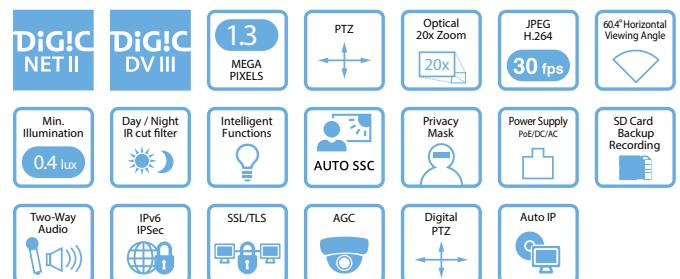 DiG!C
NET II
DiG!C
DV III
1.3
MEGA
PIXELS
PTZ
Optical
20x Zoom
20x
JPEG
H.264
30 fps
60.4° Horizontal
Viewing Angle
Min.
Illumination
0.4 lux
Day / Night
IR cut filter
Intelligent
Functions
AUTO SSC
Privacy
Mask
Power Supply
PoE/DC/AC
SD Card
Backup
Recording
Two-Way
Audio
IPv6
IPSec
SSL/TLS
AGC
Digital
PTZ
Auto IP